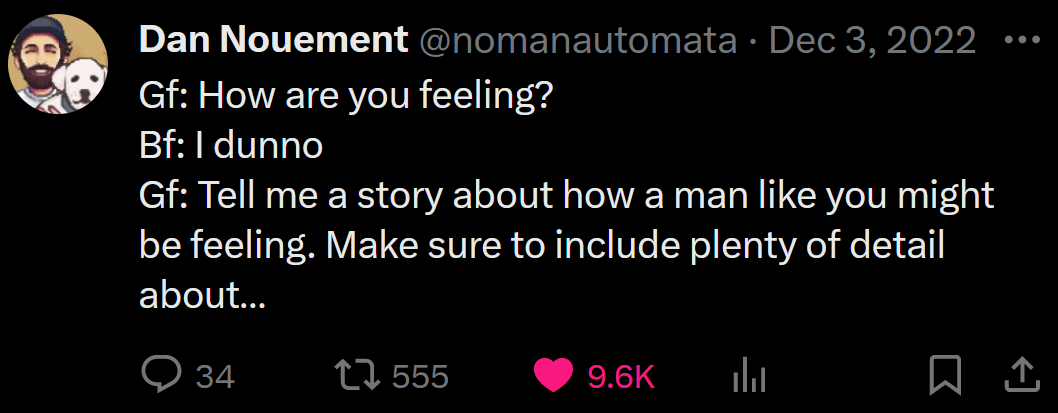 Dan Nouement @nomanautomata · Dec 3, 2022 ...
Gf: How are you feeling?
Bf: I dunno
Gf: Tell me a story about how a man like you might
be feeling. Make sure to include plenty of detail
about...
34 555 9.6K